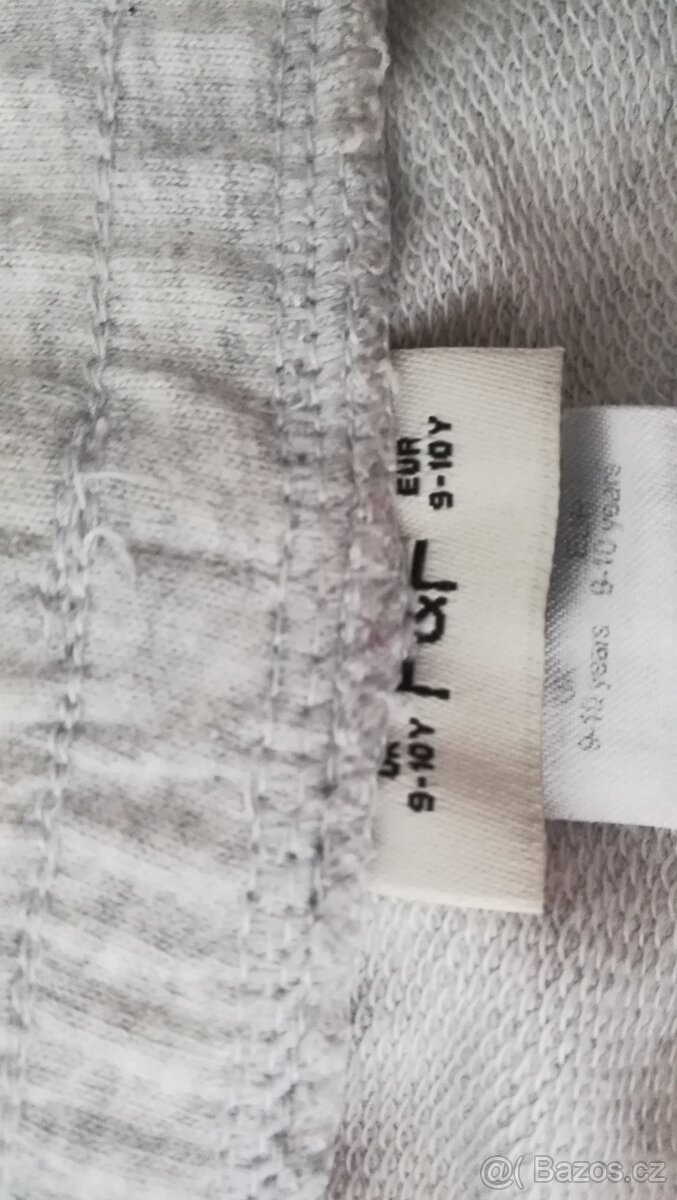 UK EUR
9-10Y F&F 9-10Y
9-10 years 9-10 years
@( Bazos.cz